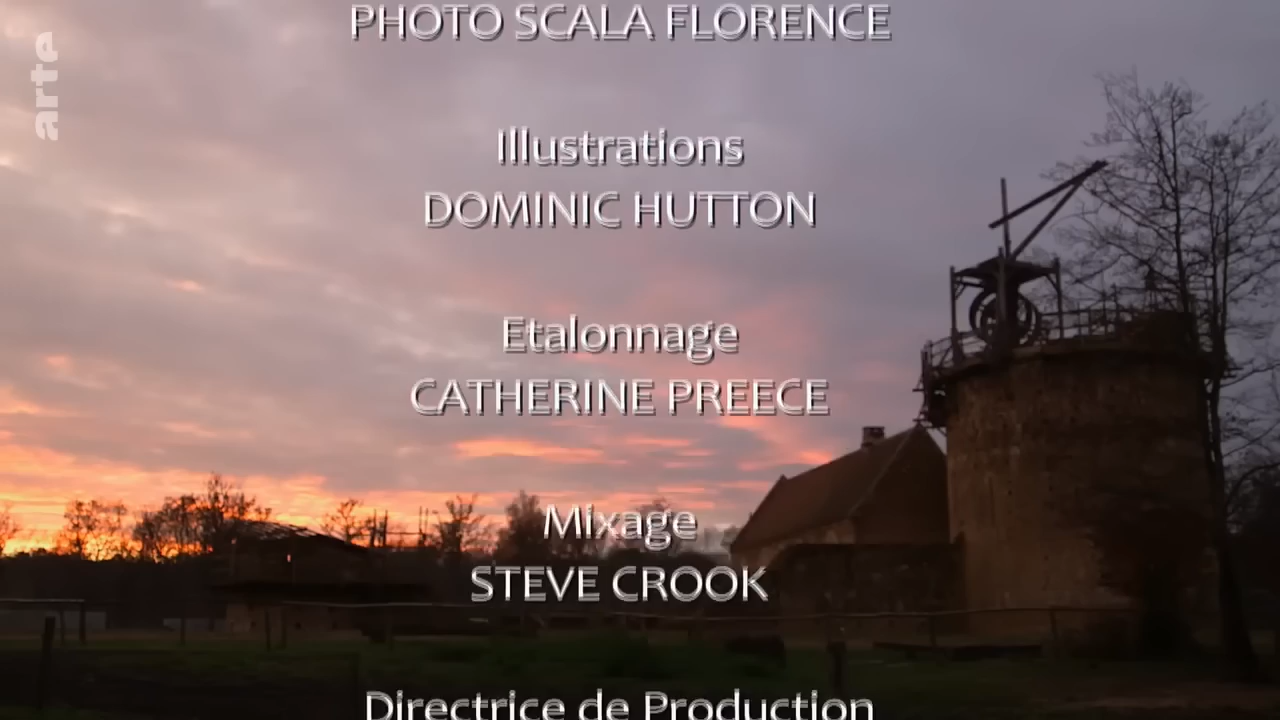 arte
PHOTO SCALA FLORENCE
Illustrations
DOMINIC HUTTON
Etalonnage
CATHERINE PREECE
Mixage
STEVE CROOK
Directrice de Production